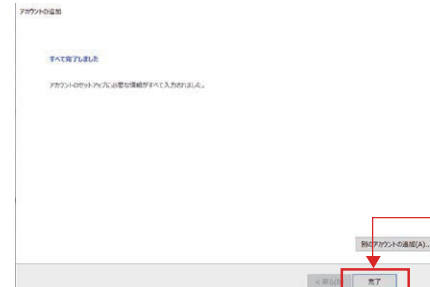 アカウントの追加
すべて完了しました
アカウントのセットアップに必要な情報がすべて入力されました。
別のアカウントの追加(A)...
< 戻る(B)
完了